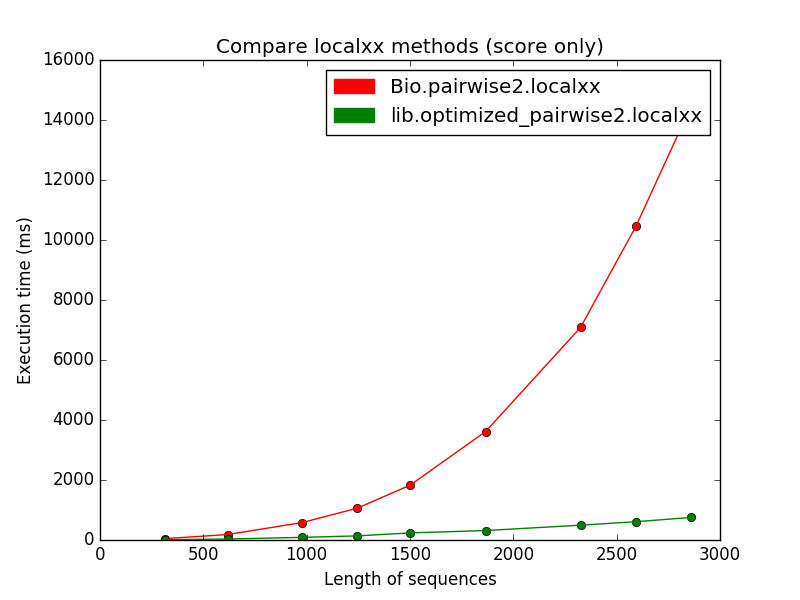 Compare localxx methods (score only)
16000
14000
12000
10000
8000
6000
4000
2000
0
Bio.pairwise2.localxx
lib.optimized_pairwise2.localxx
Execution time (ms)
0 500 1000 1500 2000 2500 3000
Length of sequences